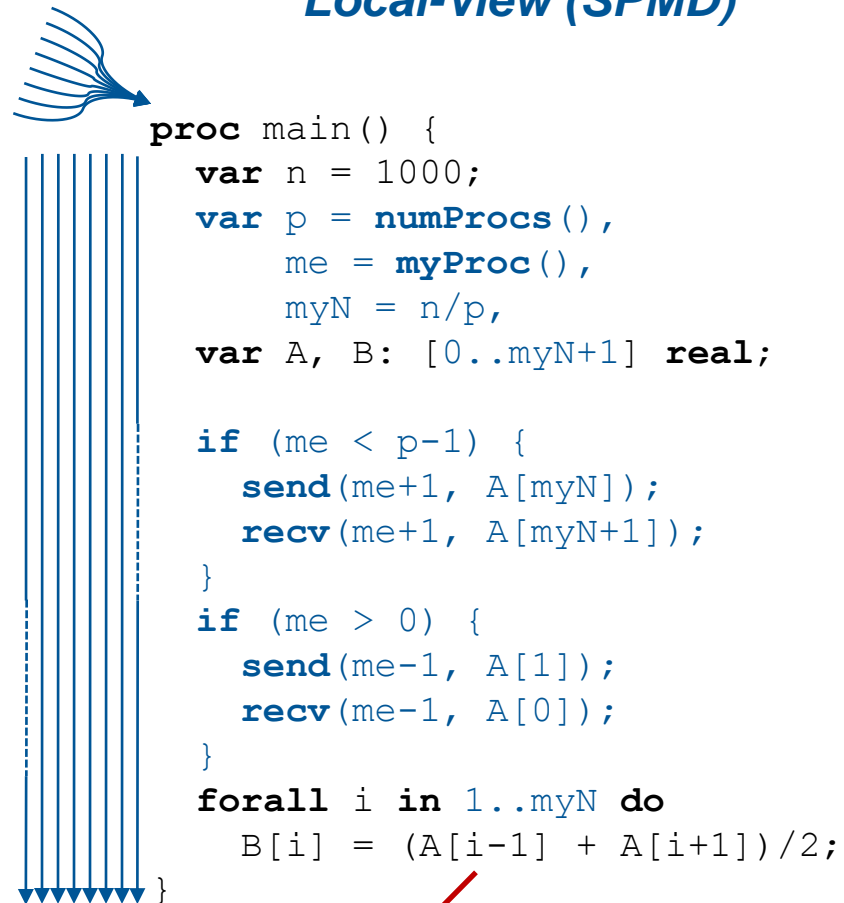 Local-View (SPMD)
proc main() {
var n = 1000;
var p = numProcs(),
me = myProc(),
myN = n/p,
var A, B: [0..myN+1] real;
if (me < p-1) {
send(me+1, A[myN]);
recv(me+1, A[myN+1]);
}
if (me > 0) {
send(me-1, A[1]);
recv(me-1, A[0]);
}
forall i in 1..myN do
B[i] = (A[i-1] + A[i+1])/2;
}